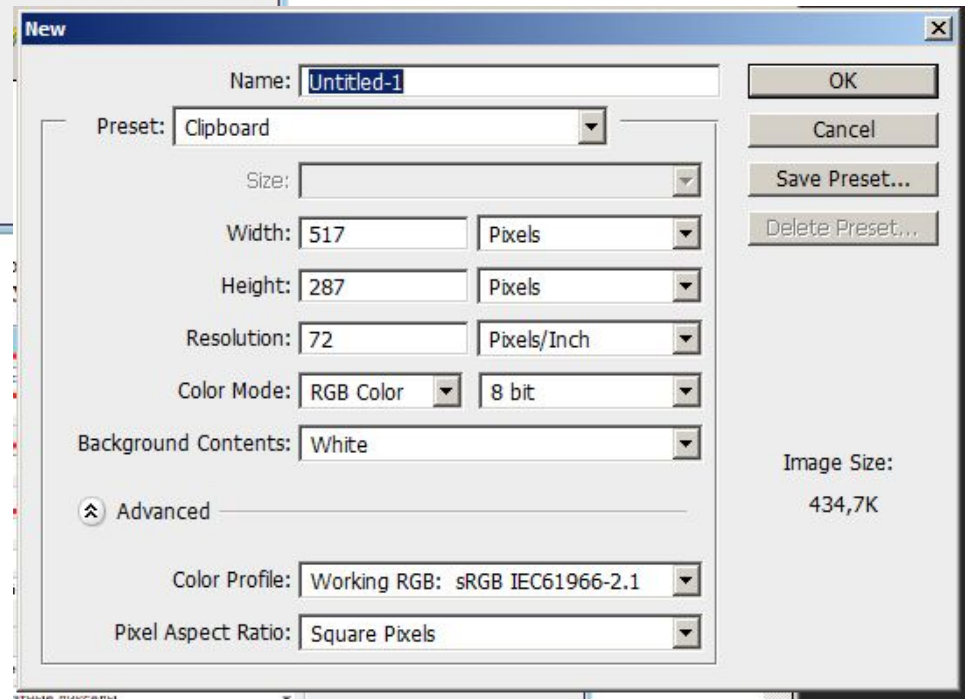 New
Name: Untitled-1
OK
Preset: Clipboard
Cancel
Size:
Save Preset...
Width: 517 Pixels
Delete Preset...
Height: 287 Pixels
Resolution: 72 Pixels/Inch
Color Mode: RGB Color 8 bit
Background Contents: White
Image Size:
434,7K
Advanced
Color Profile: Working RGB: sRGB IEC61966-2.1
Pixel Aspect Ratio: Square Pixels